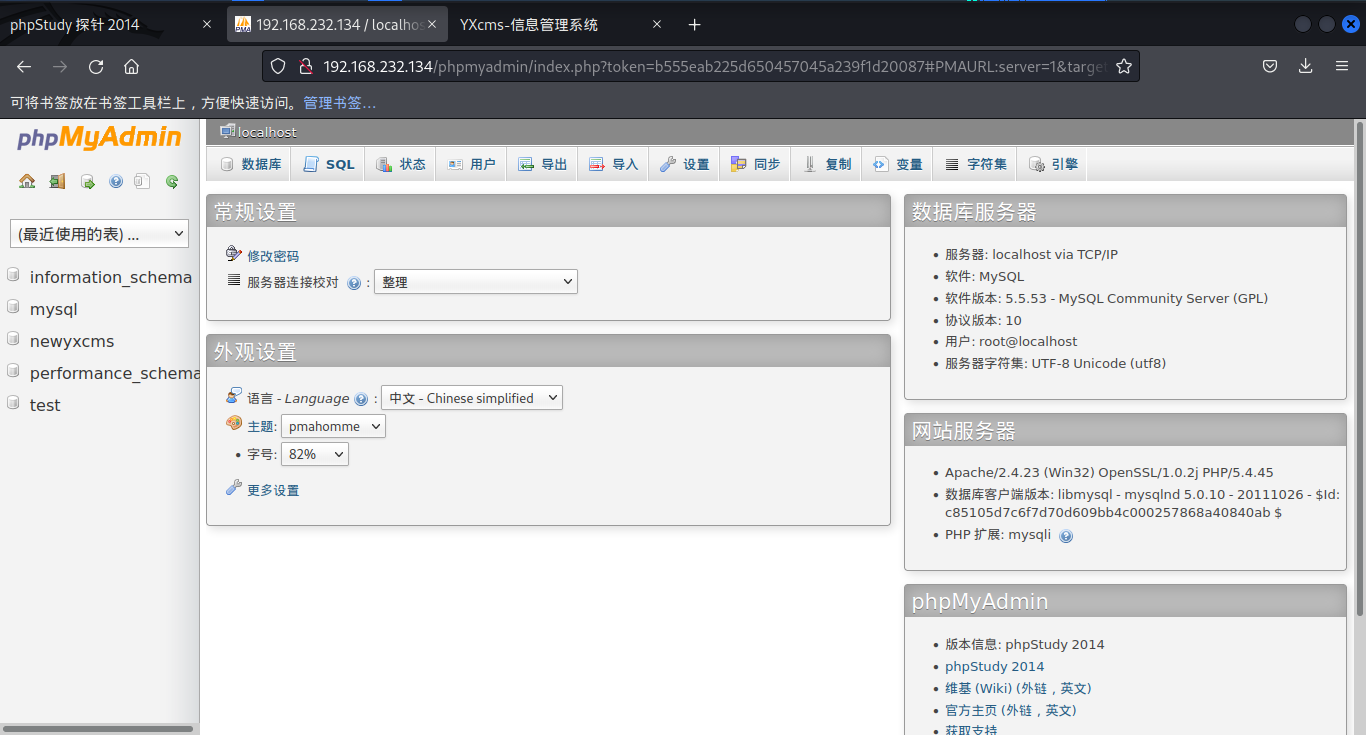 phpStudy 探针 2014
192.168.232.134 / localhos
YXcms-信息管理系统
192.168.232.134/phpmyadmin/index.php?token=b555eab225d650457045a239f1d20087#PMAURL:server=1&target
可将书签放在书签工具栏上，方便快速访问。管理书签…
phpMyAdmin
(最近使用的表) ...
information_schema
mysql
newyxcms
performance_schema
test
localhost
数据库 SQL 状态 用户 导出 导入 设置 同步 复制 变量 字符集 引擎
常规设置
修改密码
服务器连接校对 : 整理
外观设置
语言 - Language : 中文 - Chinese simplified
主题: pmahomme
字号: 82%
更多设置
数据库服务器
服务器: localhost via TCP/IP
软件: MySQL
软件版本: 5.5.53 - MySQL Community Server (GPL)
协议版本: 10
用户: root@localhost
服务器字符集: UTF-8 Unicode (utf8)
网站服务器
Apache/2.4.23 (Win32) OpenSSL/1.0.2j PHP/5.4.45
数据库客户端版本: libmysql - mysqlnd 5.0.10 - 20111026 - $Id:
c85105d7c6f7d70d609bb4c000257868a40840ab $
PHP 扩展: mysqli
phpMyAdmin
版本信息: phpStudy 2014
phpStudy 2014
维基 (Wiki) (外链，英文)
官方主页 (外链，英文)
获取支持